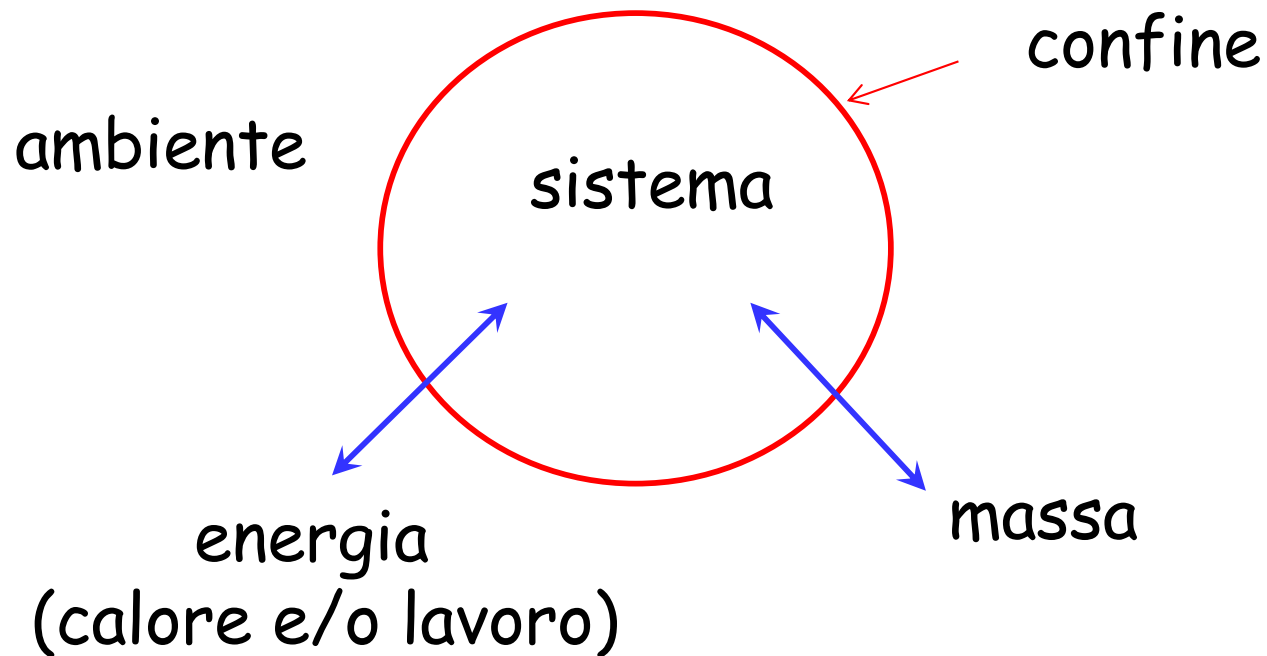 confine
ambiente
sistema
energia
(calore e/o lavoro)
massa